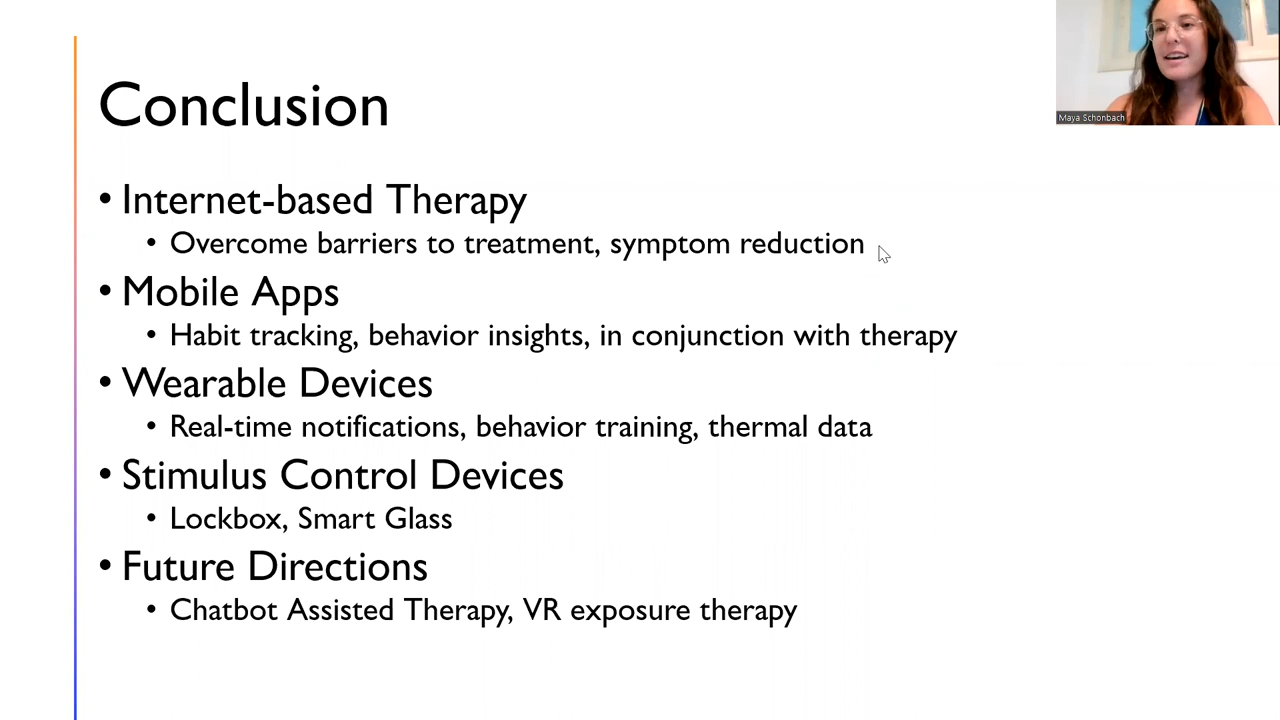 Conclusion
Maya Schonbach
• Internet-based Therapy
• Overcome barriers to treatment, symptom reduction
• Mobile Apps
• Habit tracking, behavior insights, in conjunction with therapy
• Wearable Devices
• Real-time notifications, behavior training, thermal data
• Stimulus Control Devices
• Lockbox, Smart Glass
• Future Directions
• Chatbot Assisted Therapy, VR exposure therapy